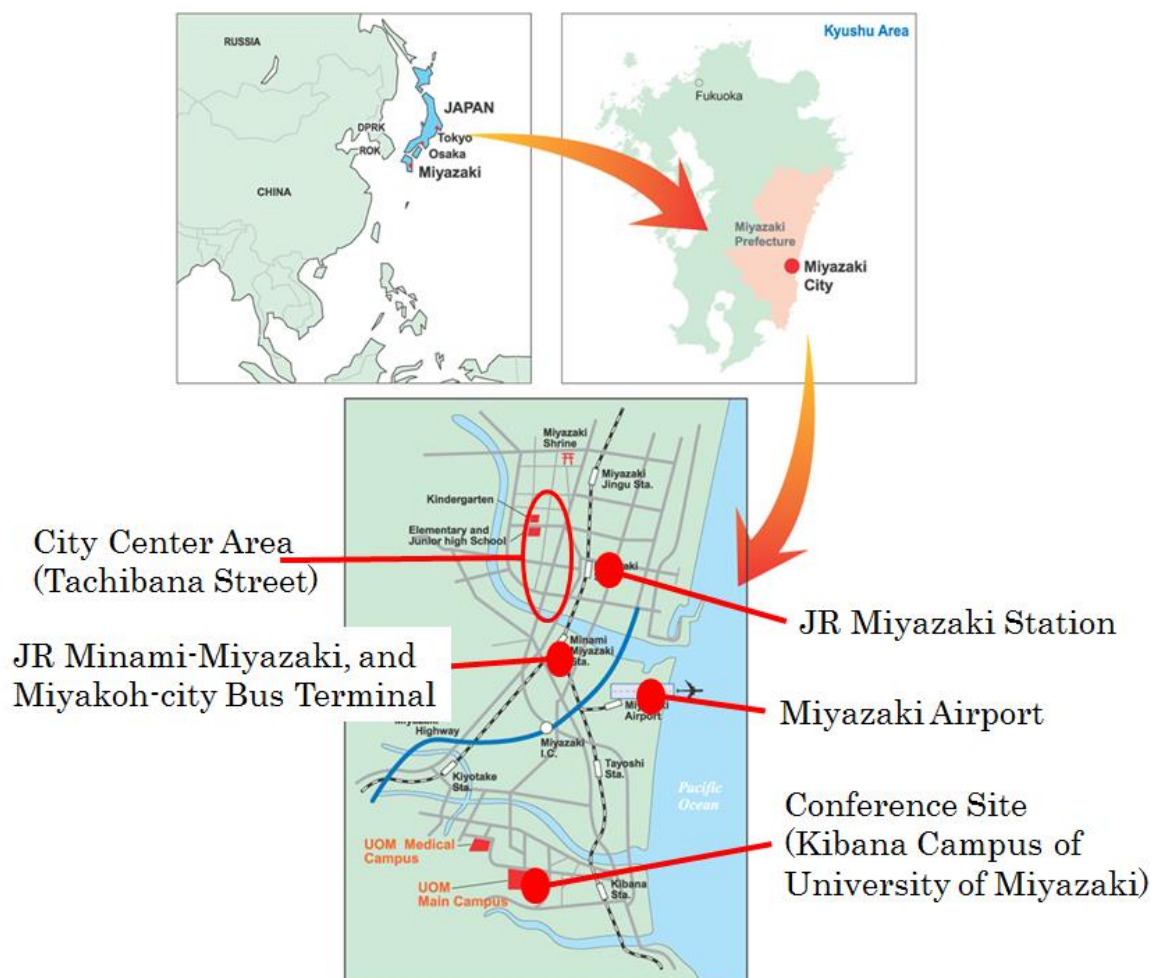 RUSSIA
JAPAN
DPRK
Tokyo
ROK
Osaka
Miyazaki
CHINA
Kyushu Area
Fukuoka
Miyazaki
Prefecture
Miyazaki
City
Miyazaki
Shrine
Miyazaki
Jingu Sta.
Kindergarten
Elementary and
Junior high School
City Center Area
(Tachibana Street)
JR Miyazaki Station
Minami
Miyazaki
Sta.
JR Minami-Miyazaki, and
Miyakoh-city Bus Terminal
Airport
Miyazaki Airport
Highway
Miyazaki
I.C.
Tayoshi
Sta.
Kiyotake
Sta.
Pacific
Ocean
Conference Site
(Kibana Campus of
University of Miyazaki)
UOM Medical
Campus
UOM
Main Campus
Kibana
Sta.